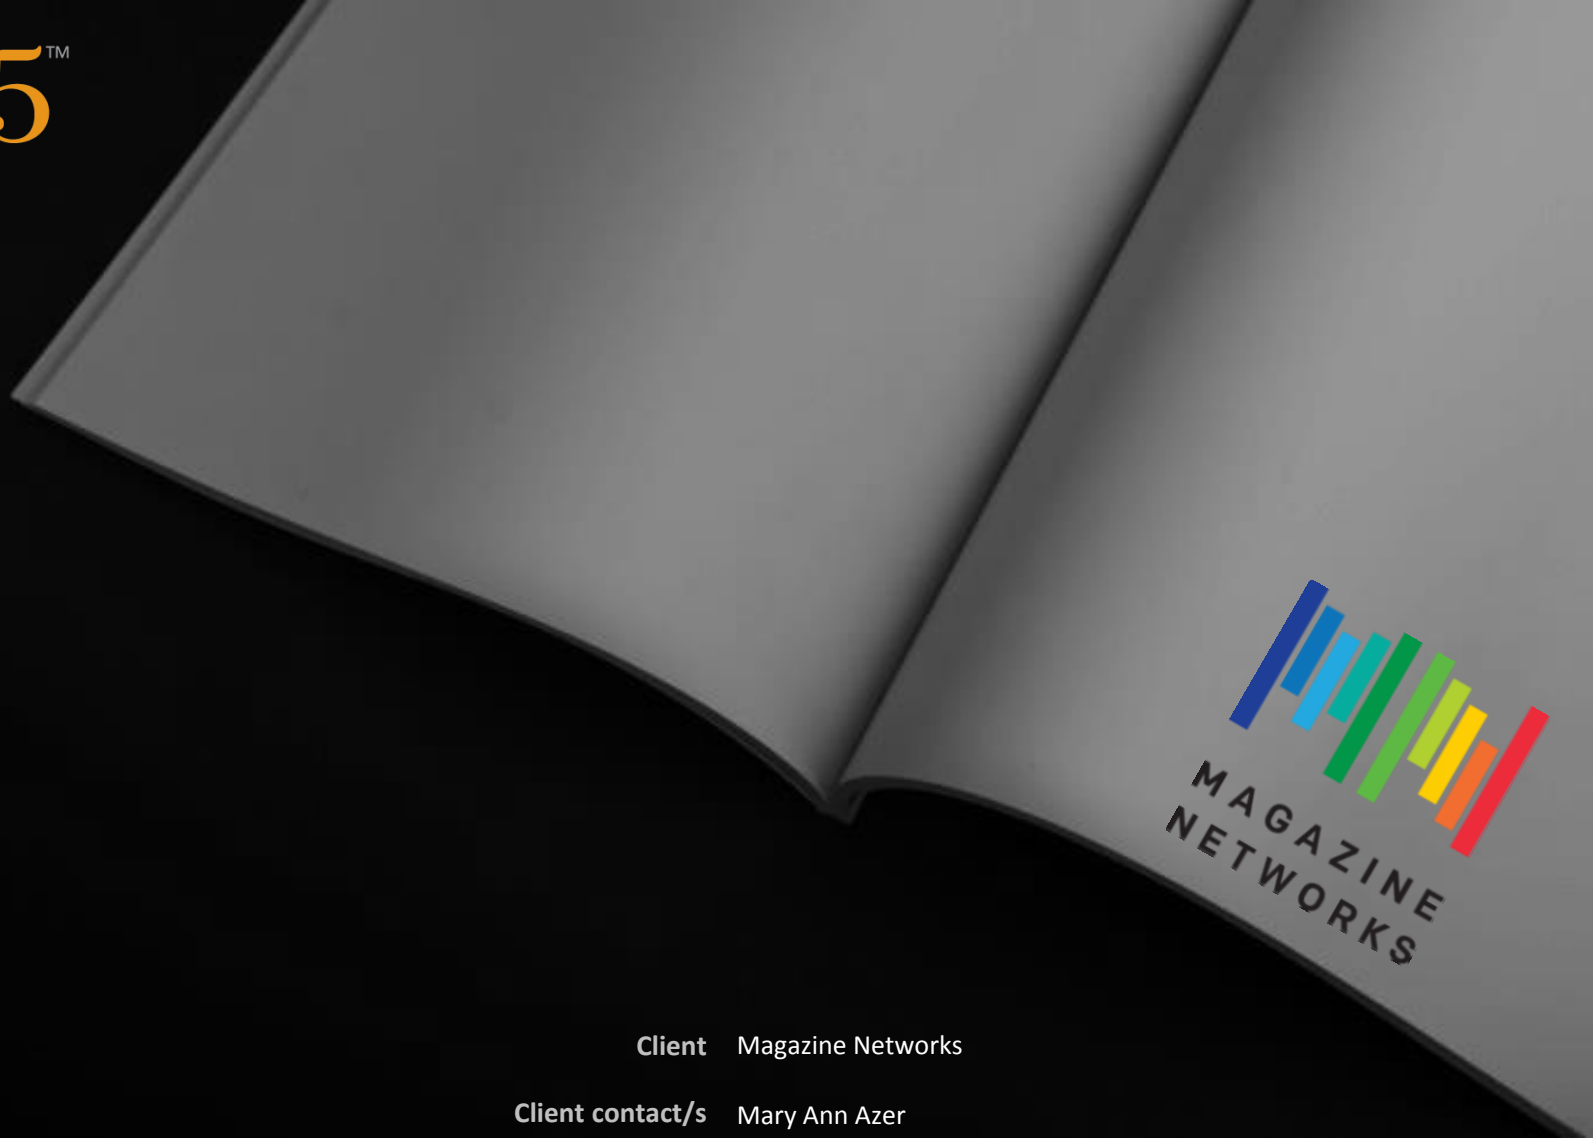 5™
MAGAZINE
NETWORKS
Client Magazine Networks
Client contact/s Mary Ann Azer